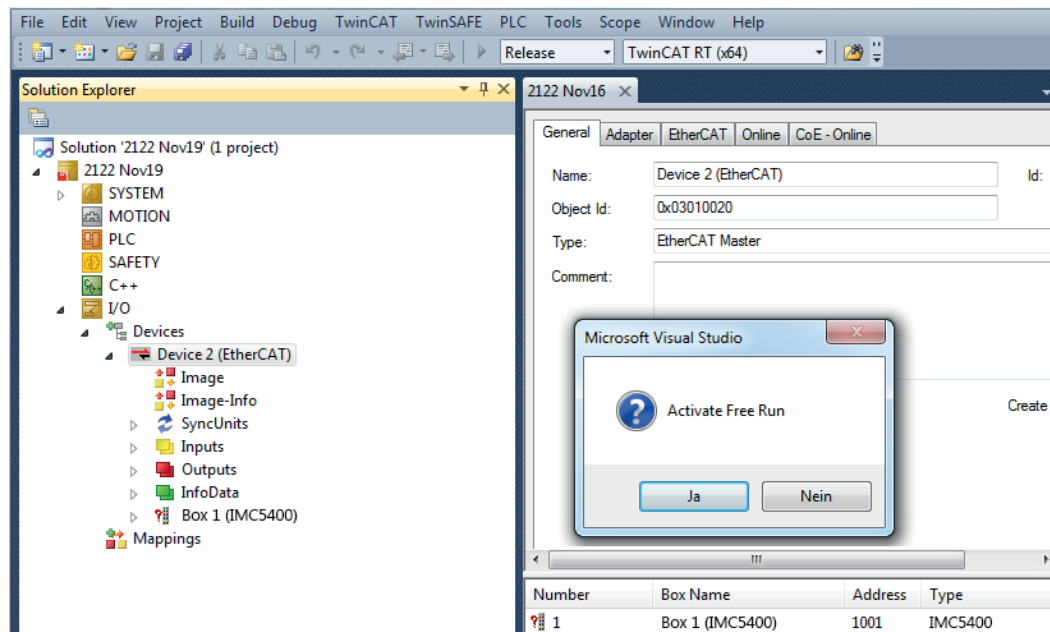 File Edit View Project Build Debug TwinCAT TwinSAFE PLC Tools Scope Window Help
Release TwinCAT RT (x64)
Solution Explorer
Solution '2122 Nov19' (1 project)
2122 Nov19
SYSTEM
MOTION
PLC
SAFETY
C++
I/O
Devices
Device 2 (EtherCAT)
Image
Image-Info
SyncUnits
Inputs
Outputs
InfoData
Box 1 (IMC5400)
Mappings
2122 Nov16
General Adapter EtherCAT Online CoE - Online
Name: Device 2 (EtherCAT) Id:
Object Id: 0x03010020
Type: EtherCAT Master
Comment:
Microsoft Visual Studio
Activate Free Run
Ja Nein
Create
Number Box Name Address Type
1 Box 1 (IMC5400) 1001 IMC5400